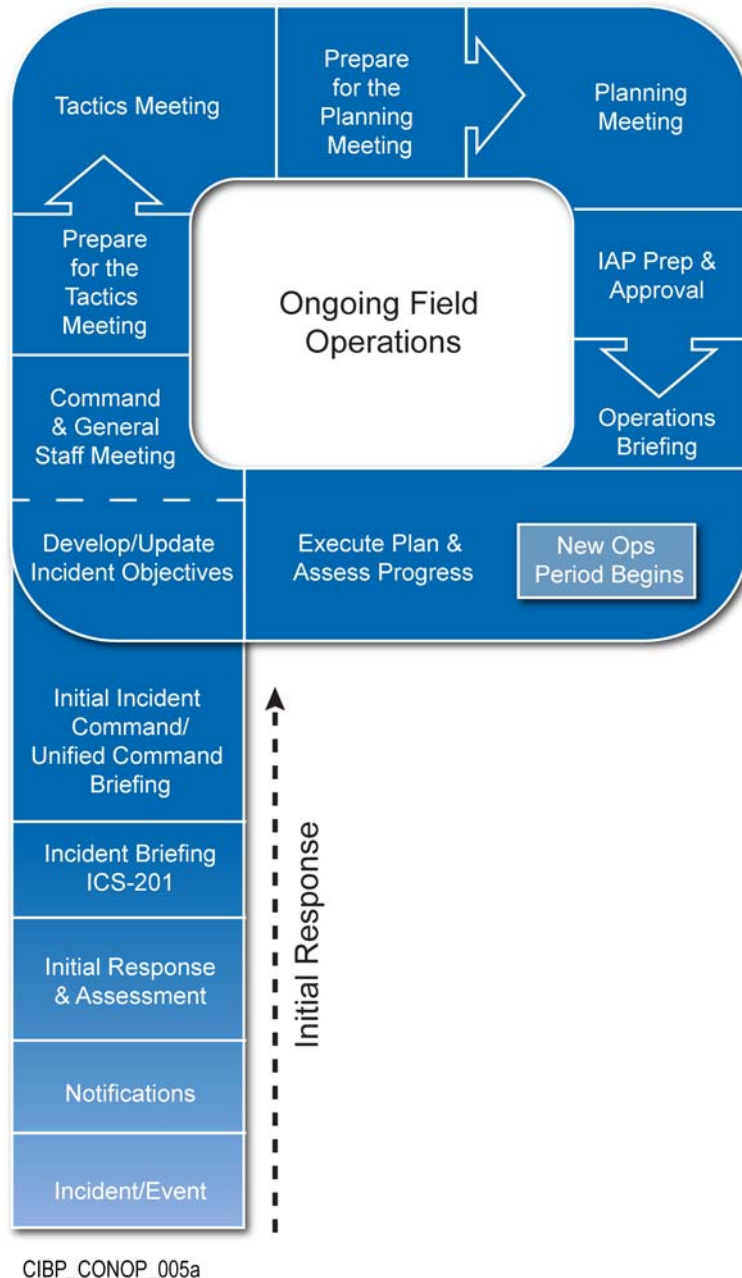 Tactics Meeting
Prepare
for the
Planning
Meeting
Planning
Meeting
Prepare
for the
Tactics
Meeting
Ongoing Field
Operations
IAP Prep &
Approval
Command
& General
Staff Meeting
Operations
Briefing
Develop/Update
Incident Objectives
Execute Plan &
Assess Progress
New Ops
Period Begins
Initial Incident
Command/
Unified Command
Briefing
Incident Briefing
ICS-201
Initial Response
& Assessment
Notifications
Incident/Event
Initial Response
CIBP_CONOP_005a